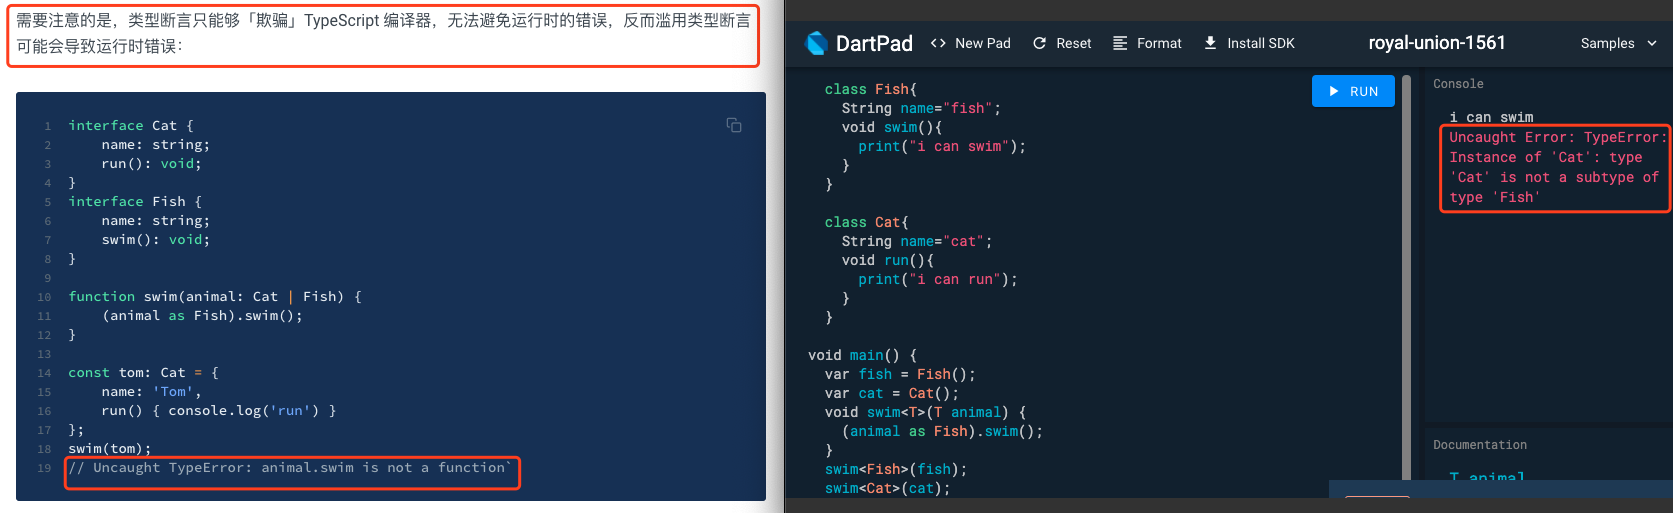 需要注意的是，类型断言只能够「欺骗」TypeScript 编译器，无法避免运行时的错误，反而滥用类型断言
可能会导致运行时错误：
1 interface Cat {
2     name: string;
3     run(): void;
4 }
5 interface Fish {
6     name: string;
7     swim(): void;
8 }
9
10 function swim(animal: Cat | Fish) {
11     (animal as Fish).swim();
12 }
13
14 const tom: Cat = {
15     name: 'Tom',
16     run() { console.log('run') }
17 };
18 swim(tom);
19 // Uncaught TypeError: animal.swim is not a function`
DartPad <> New Pad Reset Format Install SDK royal-union-1561 Samples
class Fish{
  String name="fish";
  void swim(){
    print("i can swim");
  }
}
class Cat{
  String name="cat";
  void run(){
    print("i can run");
  }
}
void main() {
  var fish = Fish();
  var cat = Cat();
  void swim<T>(T animal) {
    (animal as Fish).swim();
  }
  swim<Fish>(fish);
  swim<Cat>(cat);
RUN
Console
i can swim
Uncaught Error: TypeError:
Instance of 'Cat': type
'Cat' is not a subtype of
type 'Fish'
Documentation
T animal